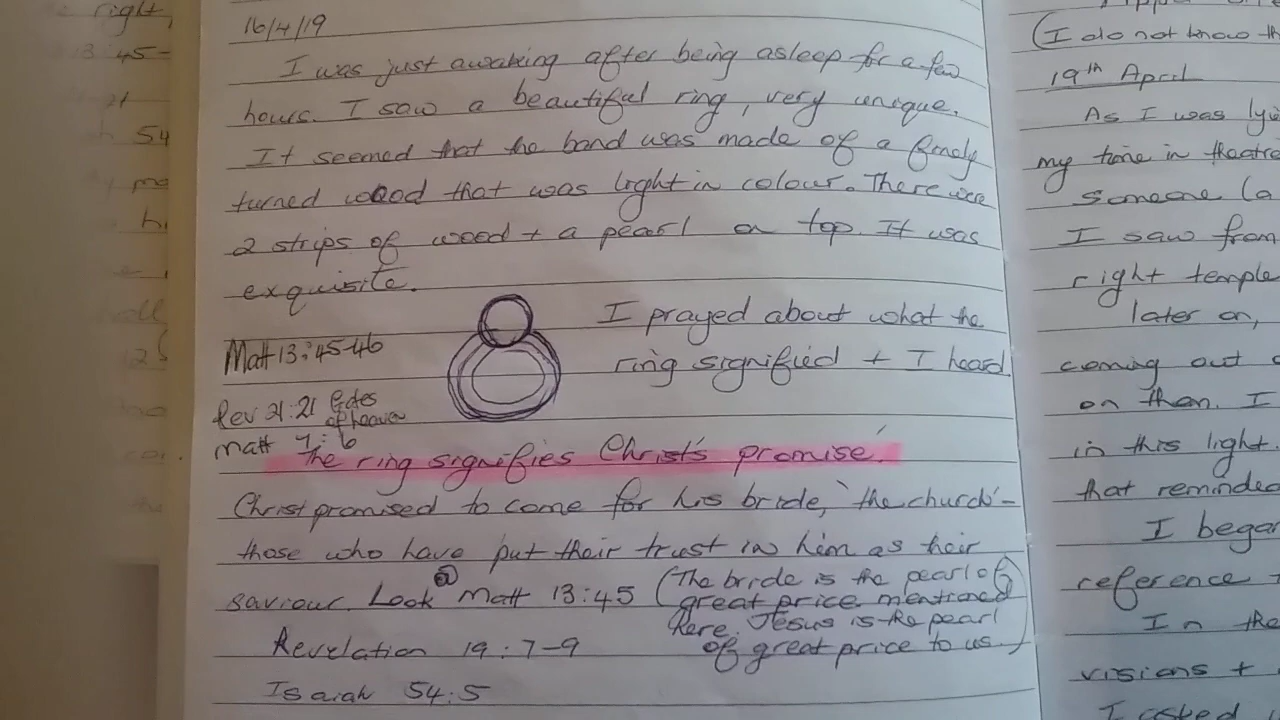 right,
3:45-
21
54
16/4/19
I was just awaking after being asleep for a few
hours. I saw a beautiful ring, very unique.
It seemed that the band was made of a finely
turned wood that was light in colour. There were
2 strips of wood + a pearl on top. It was
exquisite.
Matt 13:45-46
I prayed about what the
ring signified + I heard
Rev 21:21 Gates
of heaven
Matt 7:6
'The ring signifies Christ's promise.'
Christ promised to come for his bride, 'the church' -
those who have put their trust in him as their
saviour. Look @ Matt 13:45 (The bride is the pearl of
great price mentioned
here. Jesus is the pearl
of great price to us.)
Revelation 19:7-9
Isaiah 54:5
(I do not know th
19th April
As I was lyi
my time in theatre
someone (a
I saw from
right temple
later on,
coming out
on then. I
in this light.
that reminded
I began
reference
In the
visions +
I asked